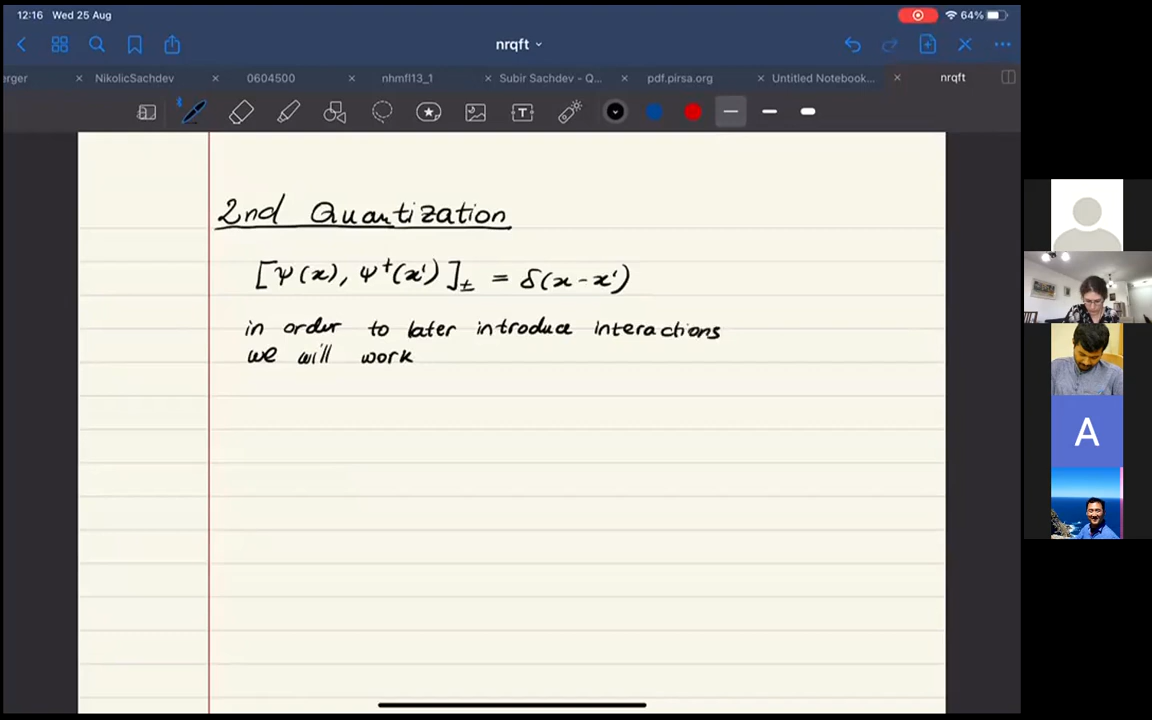 12:16 Wed 25 Aug
64%
nrqft
erger
NikolicSachdev
0604500
nhmfl13_1
Subir Sachdev - Q...
pdf.pirsa.org
Untitled Notebook...
nrqft
2nd Quantization
[ψ(x), ψ†(x')]± = δ(x-x')
in order to later introduce interactions
we will work
A